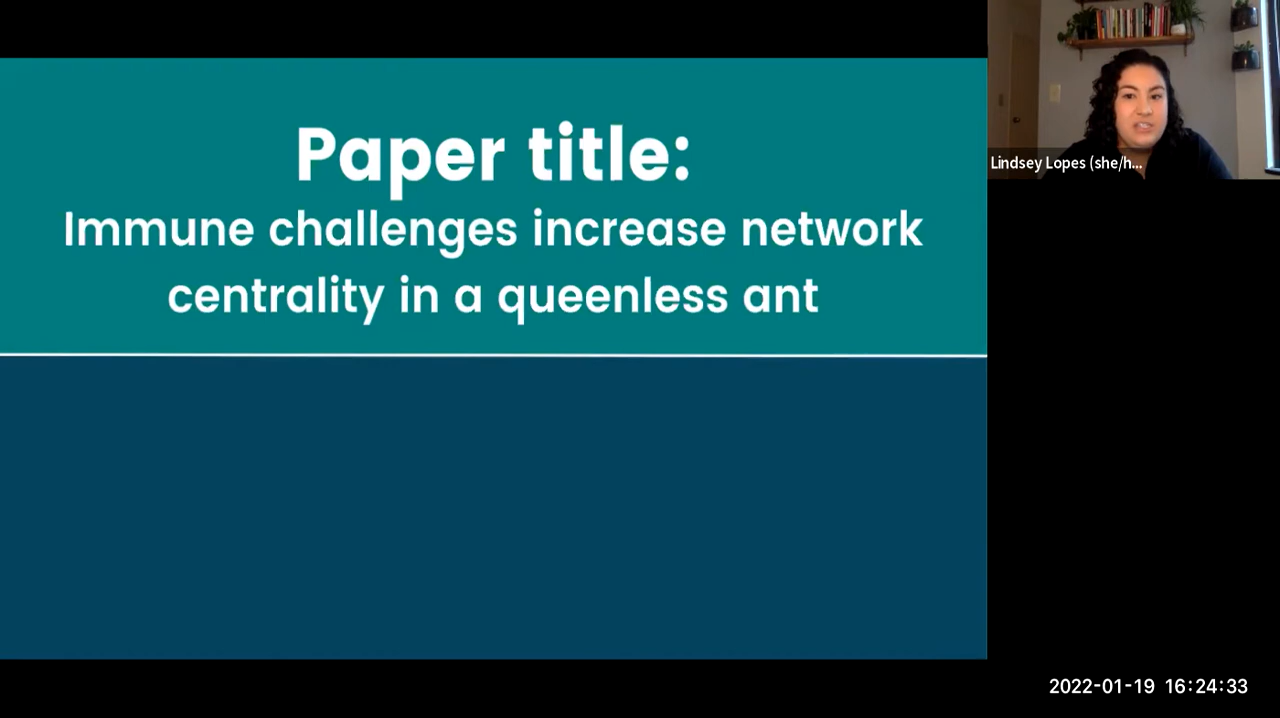 Paper title:
Immune challenges increase network
centrality in a queenless ant
Lindsey Lopes (she/h...
2022-01-19 16:24:33